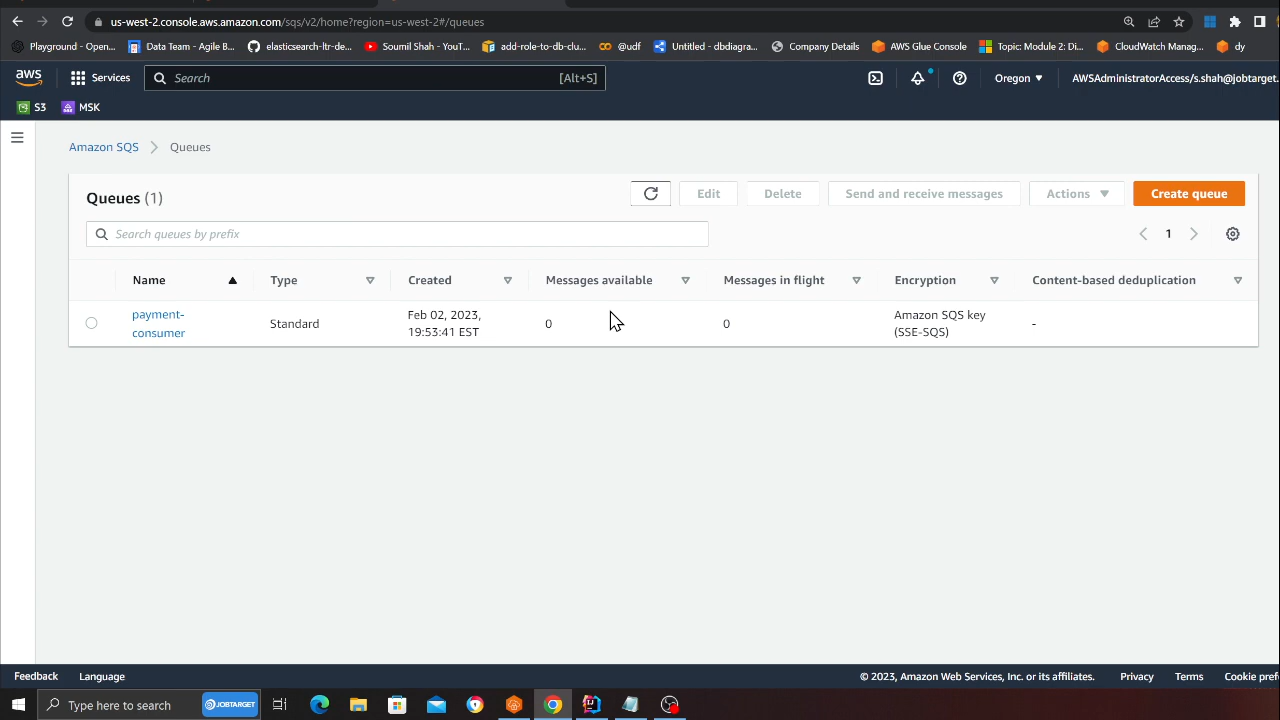 us-west-2.console.aws.amazon.com/sqs/v2/home?region=us-west-2#/queues
Playground - Open... Data Team - Agile B... elasticsearch-ltr-de... Soumil Shah - YouT... add-role-to-db-clu... @udf Untitled - dbdiagra... Company Details AWS Glue Console Topic: Module 2: Di... CloudWatch Manag... dy
aws Services Search [Alt+S] Oregon ▼ AWSAdministratorAccess/s.shah@jobtarget.
S3 MSK
Amazon SQS > Queues
Queues (1) Edit Delete Send and receive messages Actions ▼ Create queue
Search queues by prefix < 1 >
Name Type Created Messages available Messages in flight Encryption Content-based deduplication
payment-
consumer
Standard
Feb 02, 2023,
19:53:41 EST
0
0
Amazon SQS key
(SSE-SQS)
-
Feedback Language © 2023, Amazon Web Services, Inc. or its affiliates. Privacy Terms Cookie pref
Type here to search JOBTARGET